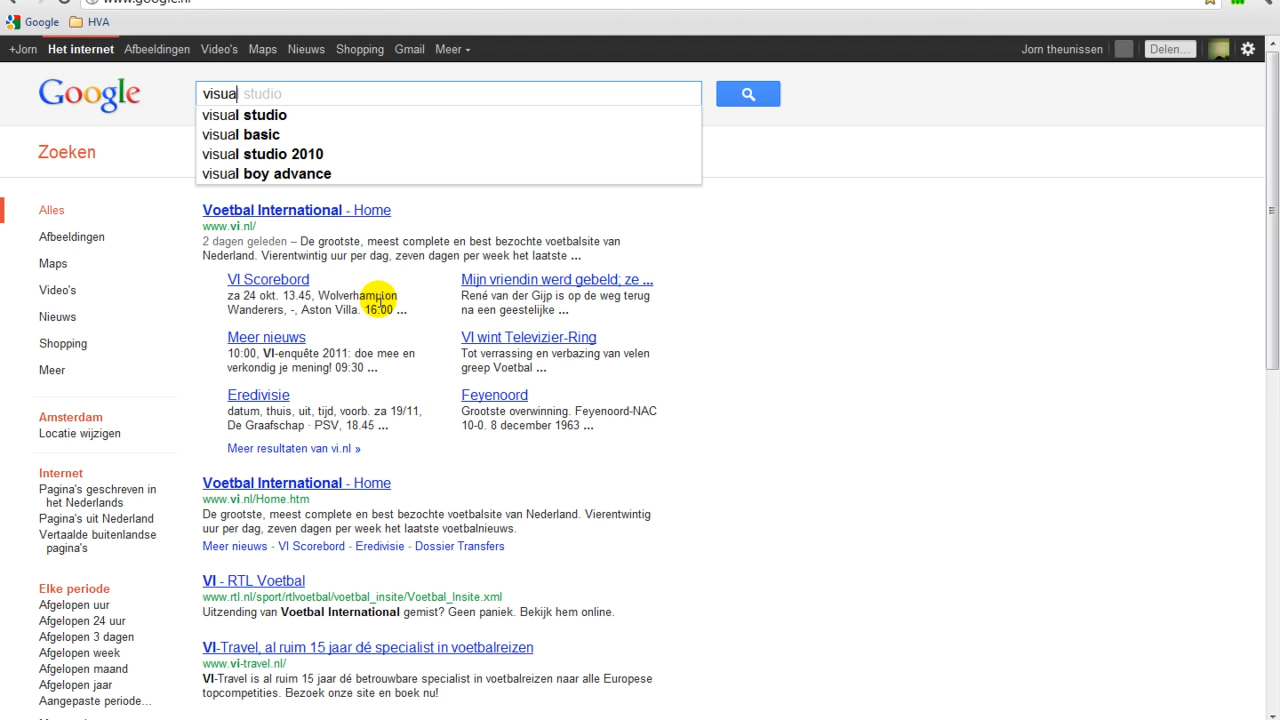 www.google.nl
Google HVA
+Jorn Het internet Afbeeldingen Video's Maps Nieuws Shopping Gmail Meer Jorn theunissen Delen...
Google
visual studio
visual studio
visual basic
visual studio 2010
visual boy advance
Zoeken
Alles
Afbeeldingen
Maps
Video's
Nieuws
Shopping
Meer
Amsterdam
Locatie wijzigen
Internet
Pagina's geschreven in
het Nederlands
Pagina's uit Nederland
Vertaalde buitenlandse
pagina's
Elke periode
Afgelopen uur
Afgelopen 24 uur
Afgelopen 3 dagen
Afgelopen week
Afgelopen maand
Afgelopen jaar
Aangepaste periode...
Voetbal International - Home
www.vi.nl/
2 dagen geleden – De grootste, meest complete en best bezochte voetbalsite van
Nederland. Vierentwintig uur per dag, zeven dagen per week het laatste ...
VI Scorebord
za 24 okt. 13.45, Wolverhampton
Wanderers, -, Aston Villa. 16:00 ...
Mijn vriendin werd gebeld; ze ...
René van der Gijp is op de weg terug
na een geestelijke ...
Meer nieuws
10:00, VI-enquête 2011: doe mee en
verkondig je mening! 09:30 ...
VI wint Televizier-Ring
Tot verrassing en verbazing van velen
greep Voetbal ...
Eredivisie
datum, thuis, uit, tijd, voorb. za 19/11,
De Graafschap · PSV, 18.45 ...
Feyenoord
Grootste overwinning. Feyenoord-NAC
10-0. 8 december 1963 ...
Meer resultaten van vi.nl »
Voetbal International - Home
www.vi.nl/Home.htm
De grootste, meest complete en best bezochte voetbalsite van Nederland. Vierentwintig
uur per dag, zeven dagen per week het laatste voetbalnieuws.
Meer nieuws - VI Scorebord - Eredivisie - Dossier Transfers
VI - RTL Voetbal
www.rtl.nl/sport/rtlvoetbal/voetbal_insite/Voetbal_Insite.xml
Uitzending van Voetbal International gemist? Geen paniek. Bekijk hem online.
VI-Travel, al ruim 15 jaar dé specialist in voetbalreizen
www.vi-travel.nl/
VI-Travel is al ruim 15 jaar dé betrouwbare specialist in voetbalreizen naar alle Europese
topcompetities. Bezoek onze site en boek nu!